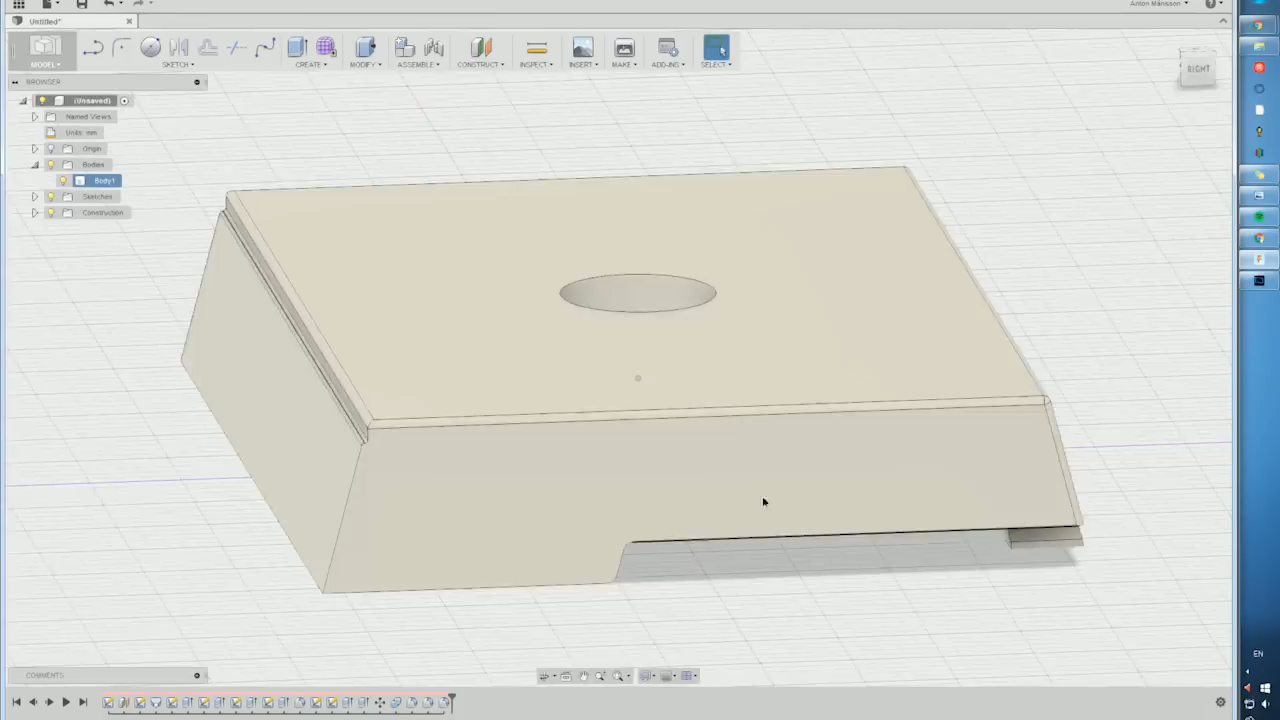 Anton Mansson
Untitled*
MODEL
SKETCH
CREATE
MODIFY
ASSEMBLE
CONSTRUCT
INSPECT
INSERT
MAKE
ADD-INS
SELECT
RIGHT
BROWSER
(Unsaved)
Named Views
Units: mm
Origin
Bodies
Body1
Sketches
Construction
COMMENTS
EN